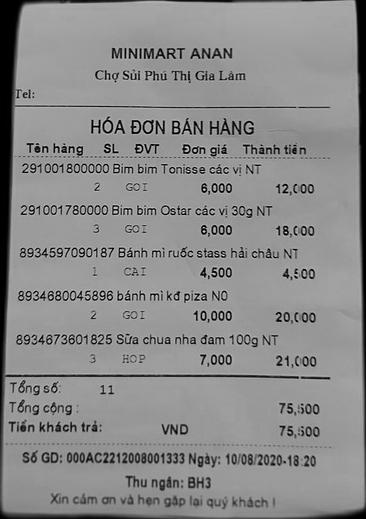 MINIMART ANAN
Chợ Sủi Phú Thị Gia Lâm
Tel:
HÓA ĐƠN BÁN HÀNG
Tên hàng SL ĐVT Đơn giá Thành tiền
291001800000 Bim bim Tonisse các vị NT
2 GOI 6,000 12,000
291001780000 Bim bim Ostar các vị 30g NT
3 GOI 6,000 18,000
8934597090187 Bánh mì ruốc stass hải châu NT
1 CAI 4,500 4,500
8934680045896 bánh mì kđ piza N0
2 GOI 10,000 20,000
8934673601825 Sữa chua nha đam 100g NT
3 HOP 7,000 21,000
Tổng số: 11
Tổng cộng : 75,500
Tiền khách trả: VND 75,500
Số GD: 000AC2212008001333 Ngày: 10/08/2020-18:20
Thu ngân: BH3
Xin cảm ơn và hẹn gặp lại quý khách !